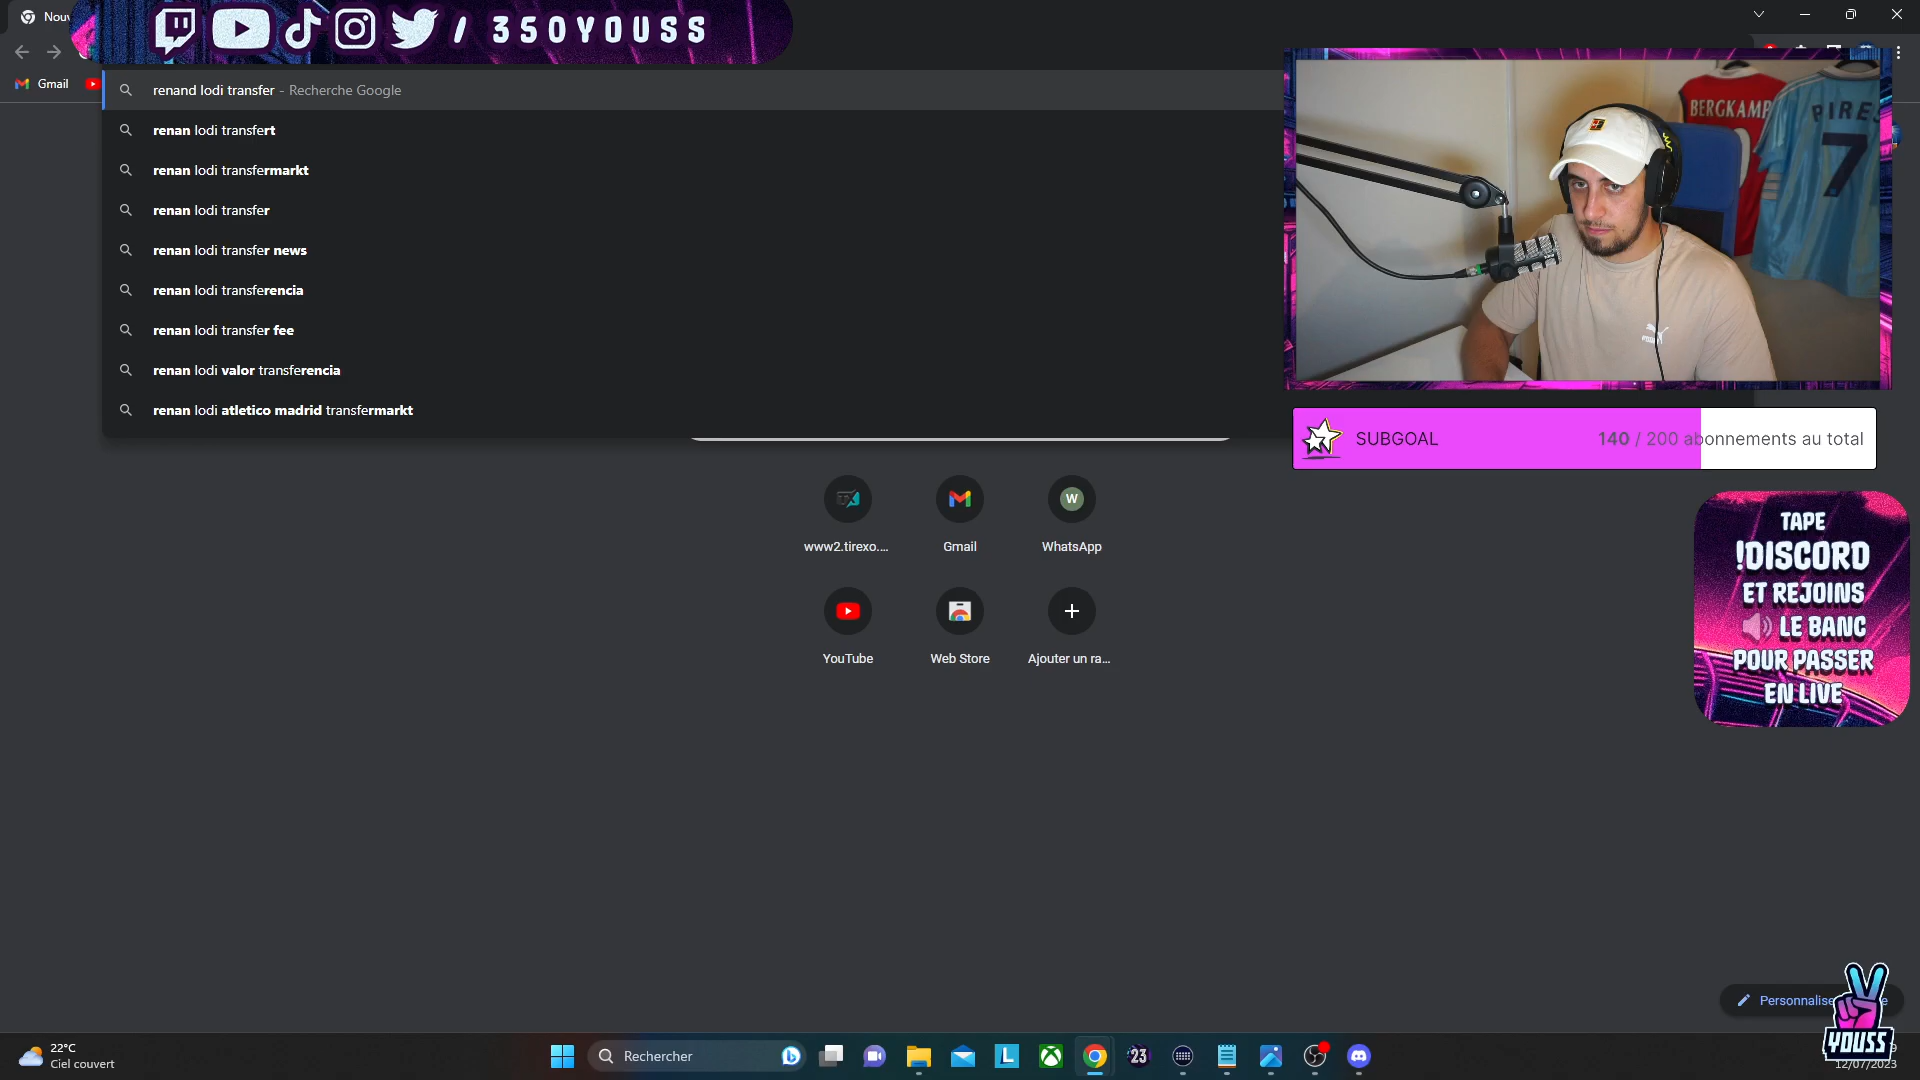 Nouv
/ 350YOUSS
Gmail
renand lodi transfer - Recherche Google
renan lodi transfert
renan lodi transfermarkt
renan lodi transfer
renan lodi transfer news
renan lodi transferencia
renan lodi transfer fee
renan lodi valor transferencia
renan lodi atletico madrid transfermarkt
BERGKAMP
PIRES
7
PUMA
SUBGOAL
140 / 200 abonnements au total
W
www2.tirexo....
Gmail
WhatsApp
YouTube
Web Store
Ajouter un ra...
TAPE
!DISCORD
ET REJOINS
LE BANC
POUR PASSER
EN LIVE
Personnalise
YOUSS
22°C
Ciel couvert
Rechercher
L
23
12/07/2023